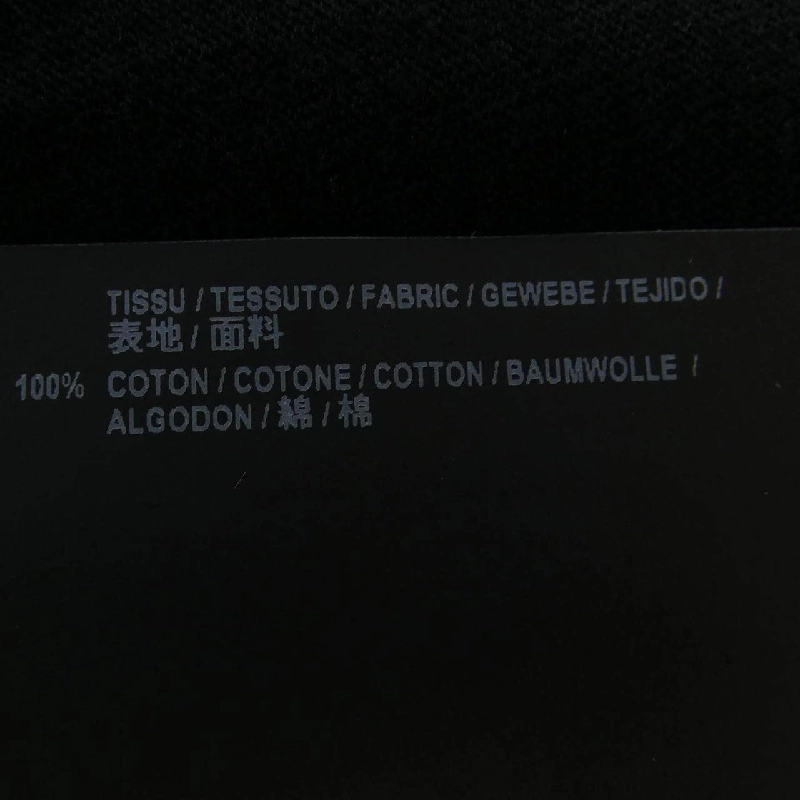 TISSU / TESSUTO / FABRIC / GEWEBE / TEJIDO /
表地 / 面料
100% COTON / COTONE / COTTON / BAUMWOLLE /
ALGODON / 綿 / 棉